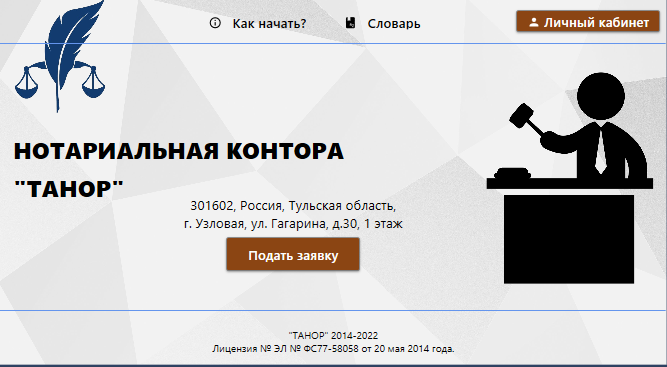 Как начать?
Словарь
Личный кабинет
НОТАРИАЛЬНАЯ КОНТОРА
"ТАНОР"
301602, Россия, Тульская область,
г. Узловая, ул. Гагарина, д.30, 1 этаж
Подать заявку
"ТАНОР" 2014-2022
Лицензия № ЭЛ № ФС77-58058 от 20 мая 2014 года.